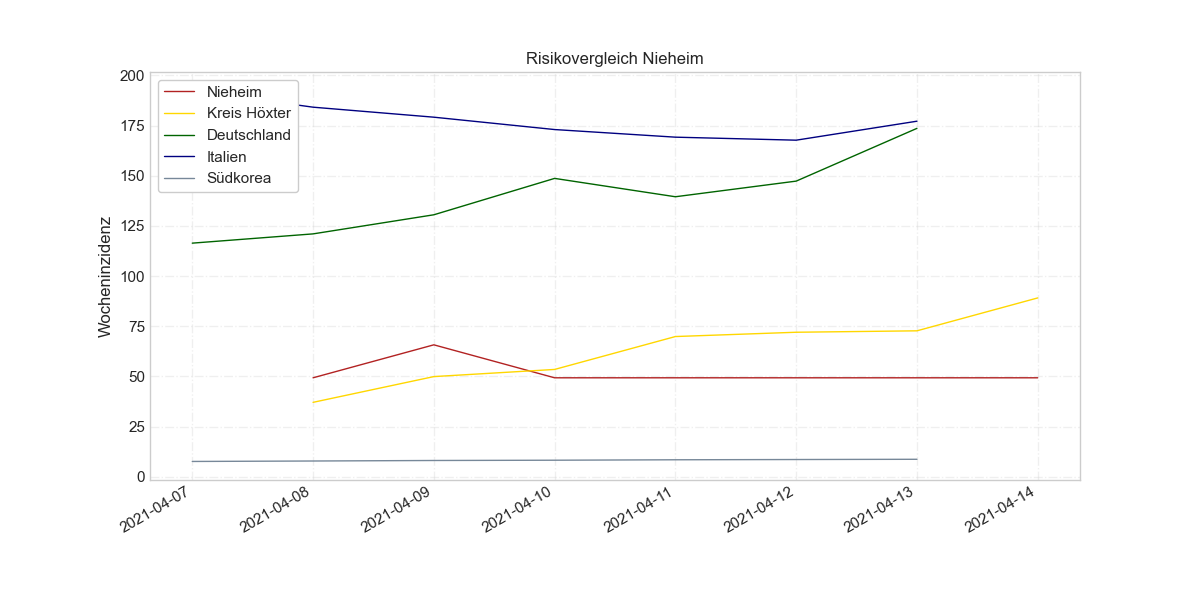 Risikovergleich Nieheim
Nieheim
Kreis Höxter
Deutschland
Italien
Südkorea
Wocheninzidenz
200
175
150
125
100
75
50
25
0
2021-04-07
2021-04-08
2021-04-09
2021-04-10
2021-04-11
2021-04-12
2021-04-13
2021-04-14